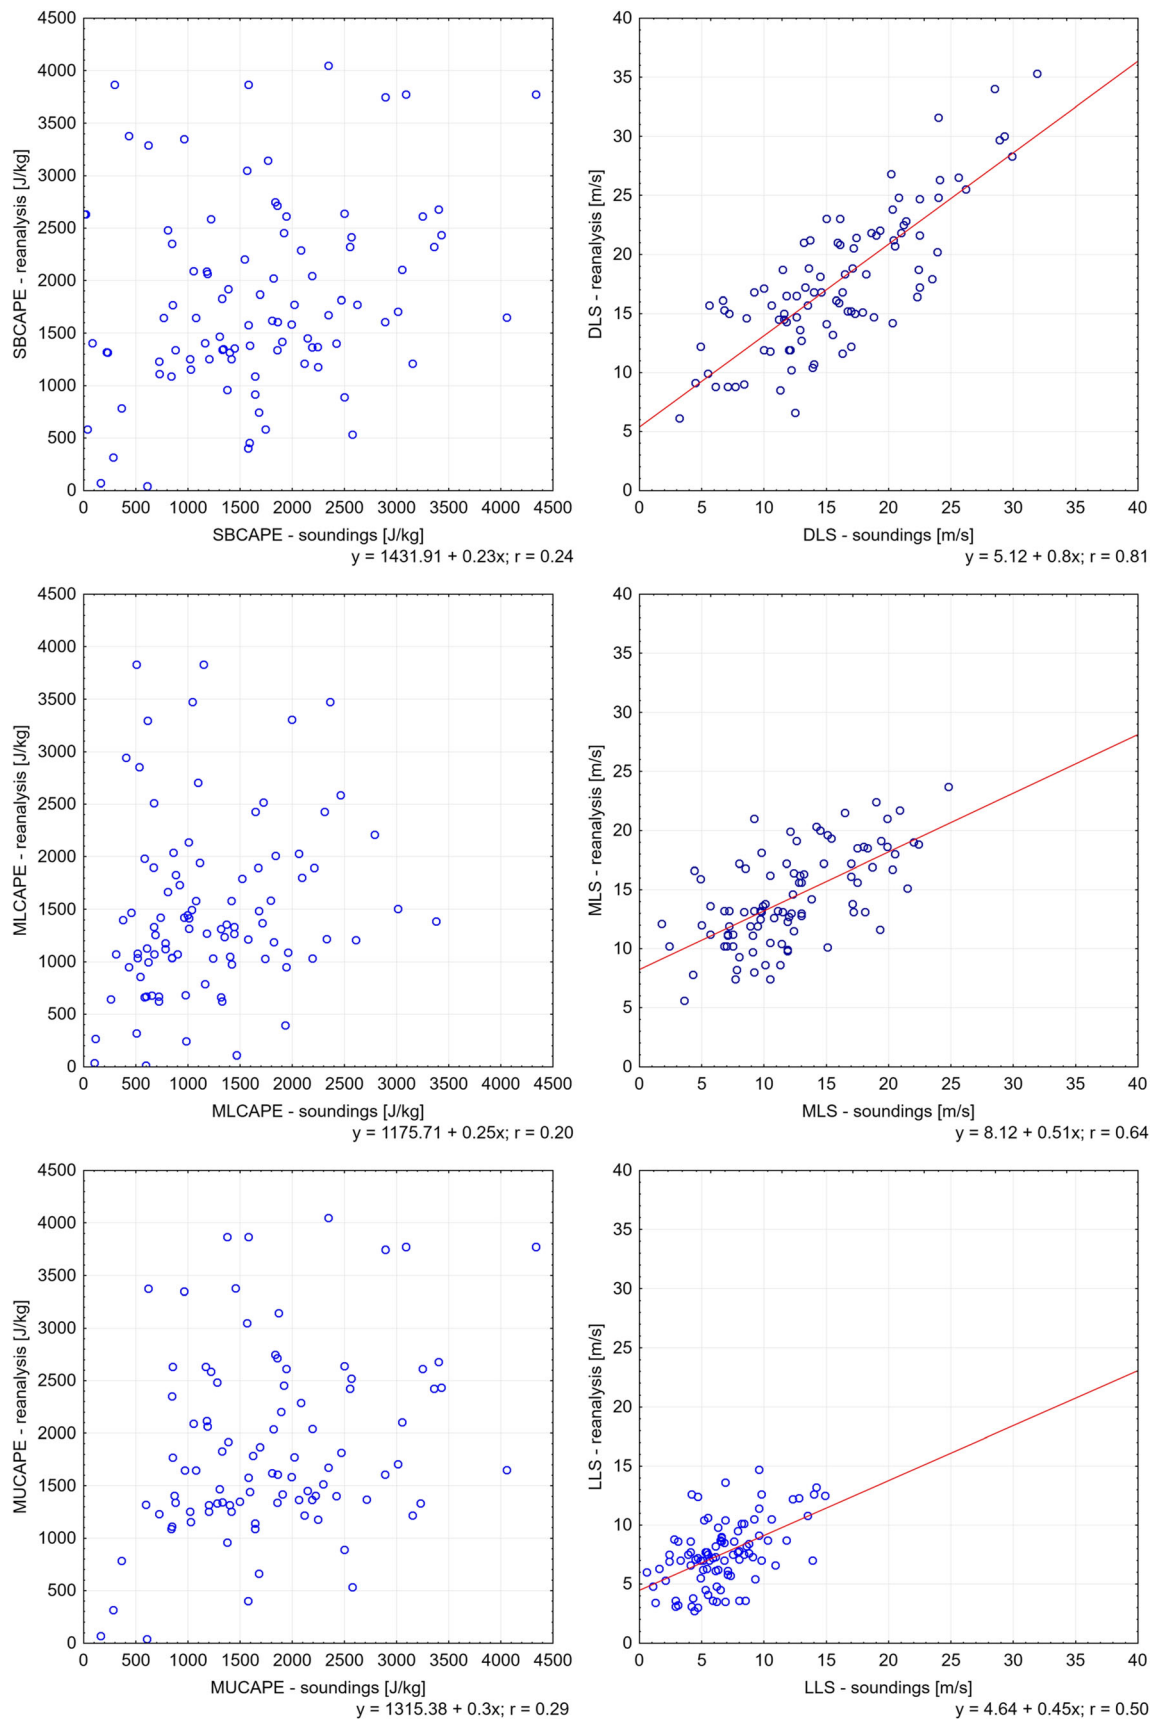 4500
4000
3500
3000
2500
2000
1500
1000
500
0
SBCAPE - reanalysis [J/kg]
0 500 1000 1500 2000 2500 3000 3500 4000 4500
SBCAPE - soundings [J/kg]
y = 1431.91 + 0.23x; r = 0.24
40
35
30
25
20
15
10
5
0
DLS - reanalysis [m/s]
0 5 10 15 20 25 30 35 40
DLS - soundings [m/s]
y = 5.12 + 0.8x; r = 0.81
4500
4000
3500
3000
2500
2000
1500
1000
500
0
MLCAPE - reanalysis [J/kg]
0 500 1000 1500 2000 2500 3000 3500 4000 4500
MLCAPE - soundings [J/kg]
y = 1175.71 + 0.25x; r = 0.20
40
35
30
25
20
15
10
5
0
MLS - reanalysis [m/s]
0 5 10 15 20 25 30 35 40
MLS - soundings [m/s]
y = 8.12 + 0.51x; r = 0.64
4500
4000
3500
3000
2500
2000
1500
1000
500
0
MUCAPE - reanalysis [J/kg]
0 500 1000 1500 2000 2500 3000 3500 4000 4500
MUCAPE - soundings [J/kg]
y = 1315.38 + 0.3x; r = 0.29
40
35
30
25
20
15
10
5
0
LLS - reanalysis [m/s]
0 5 10 15 20 25 30 35 40
LLS - soundings [m/s]
y = 4.64 + 0.45x; r = 0.50